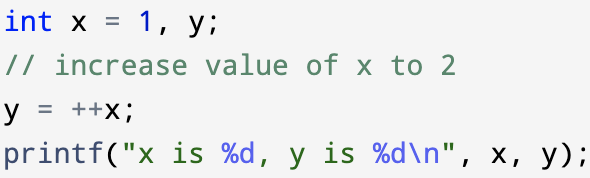 int x = 1, y;
// increase value of x to 2
y = ++x;
printf("x is %d, y is %d\n", x, y);